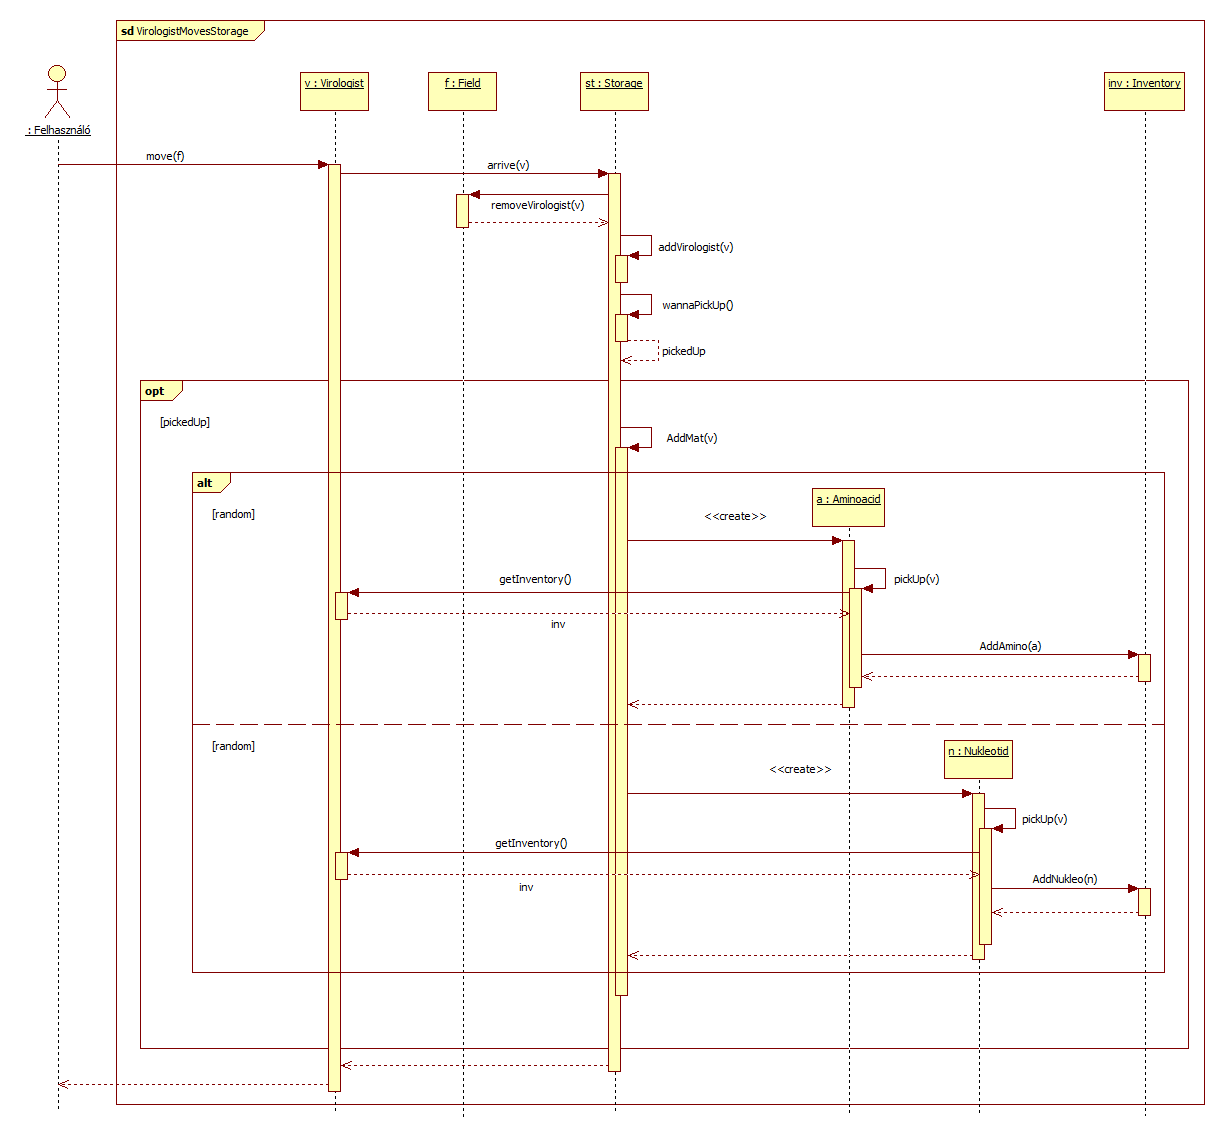 sd VirologistMovesStorage
: Felhasználó
v : Virologist
f : Field
st : Storage
inv : Inventory
move(f)
arrive(v)
removeVirologist(v)
addVirologist(v)
wannaPickUp()
pickedUp
opt
[pickedUp]
AddMat(v)
alt
[random]
<<create>>
a : Aminoacid
getInventory()
pickUp(v)
inv
AddAmino(a)
[random]
<<create>>
n : Nukleotid
pickUp(v)
getInventory()
inv
AddNukleo(n)